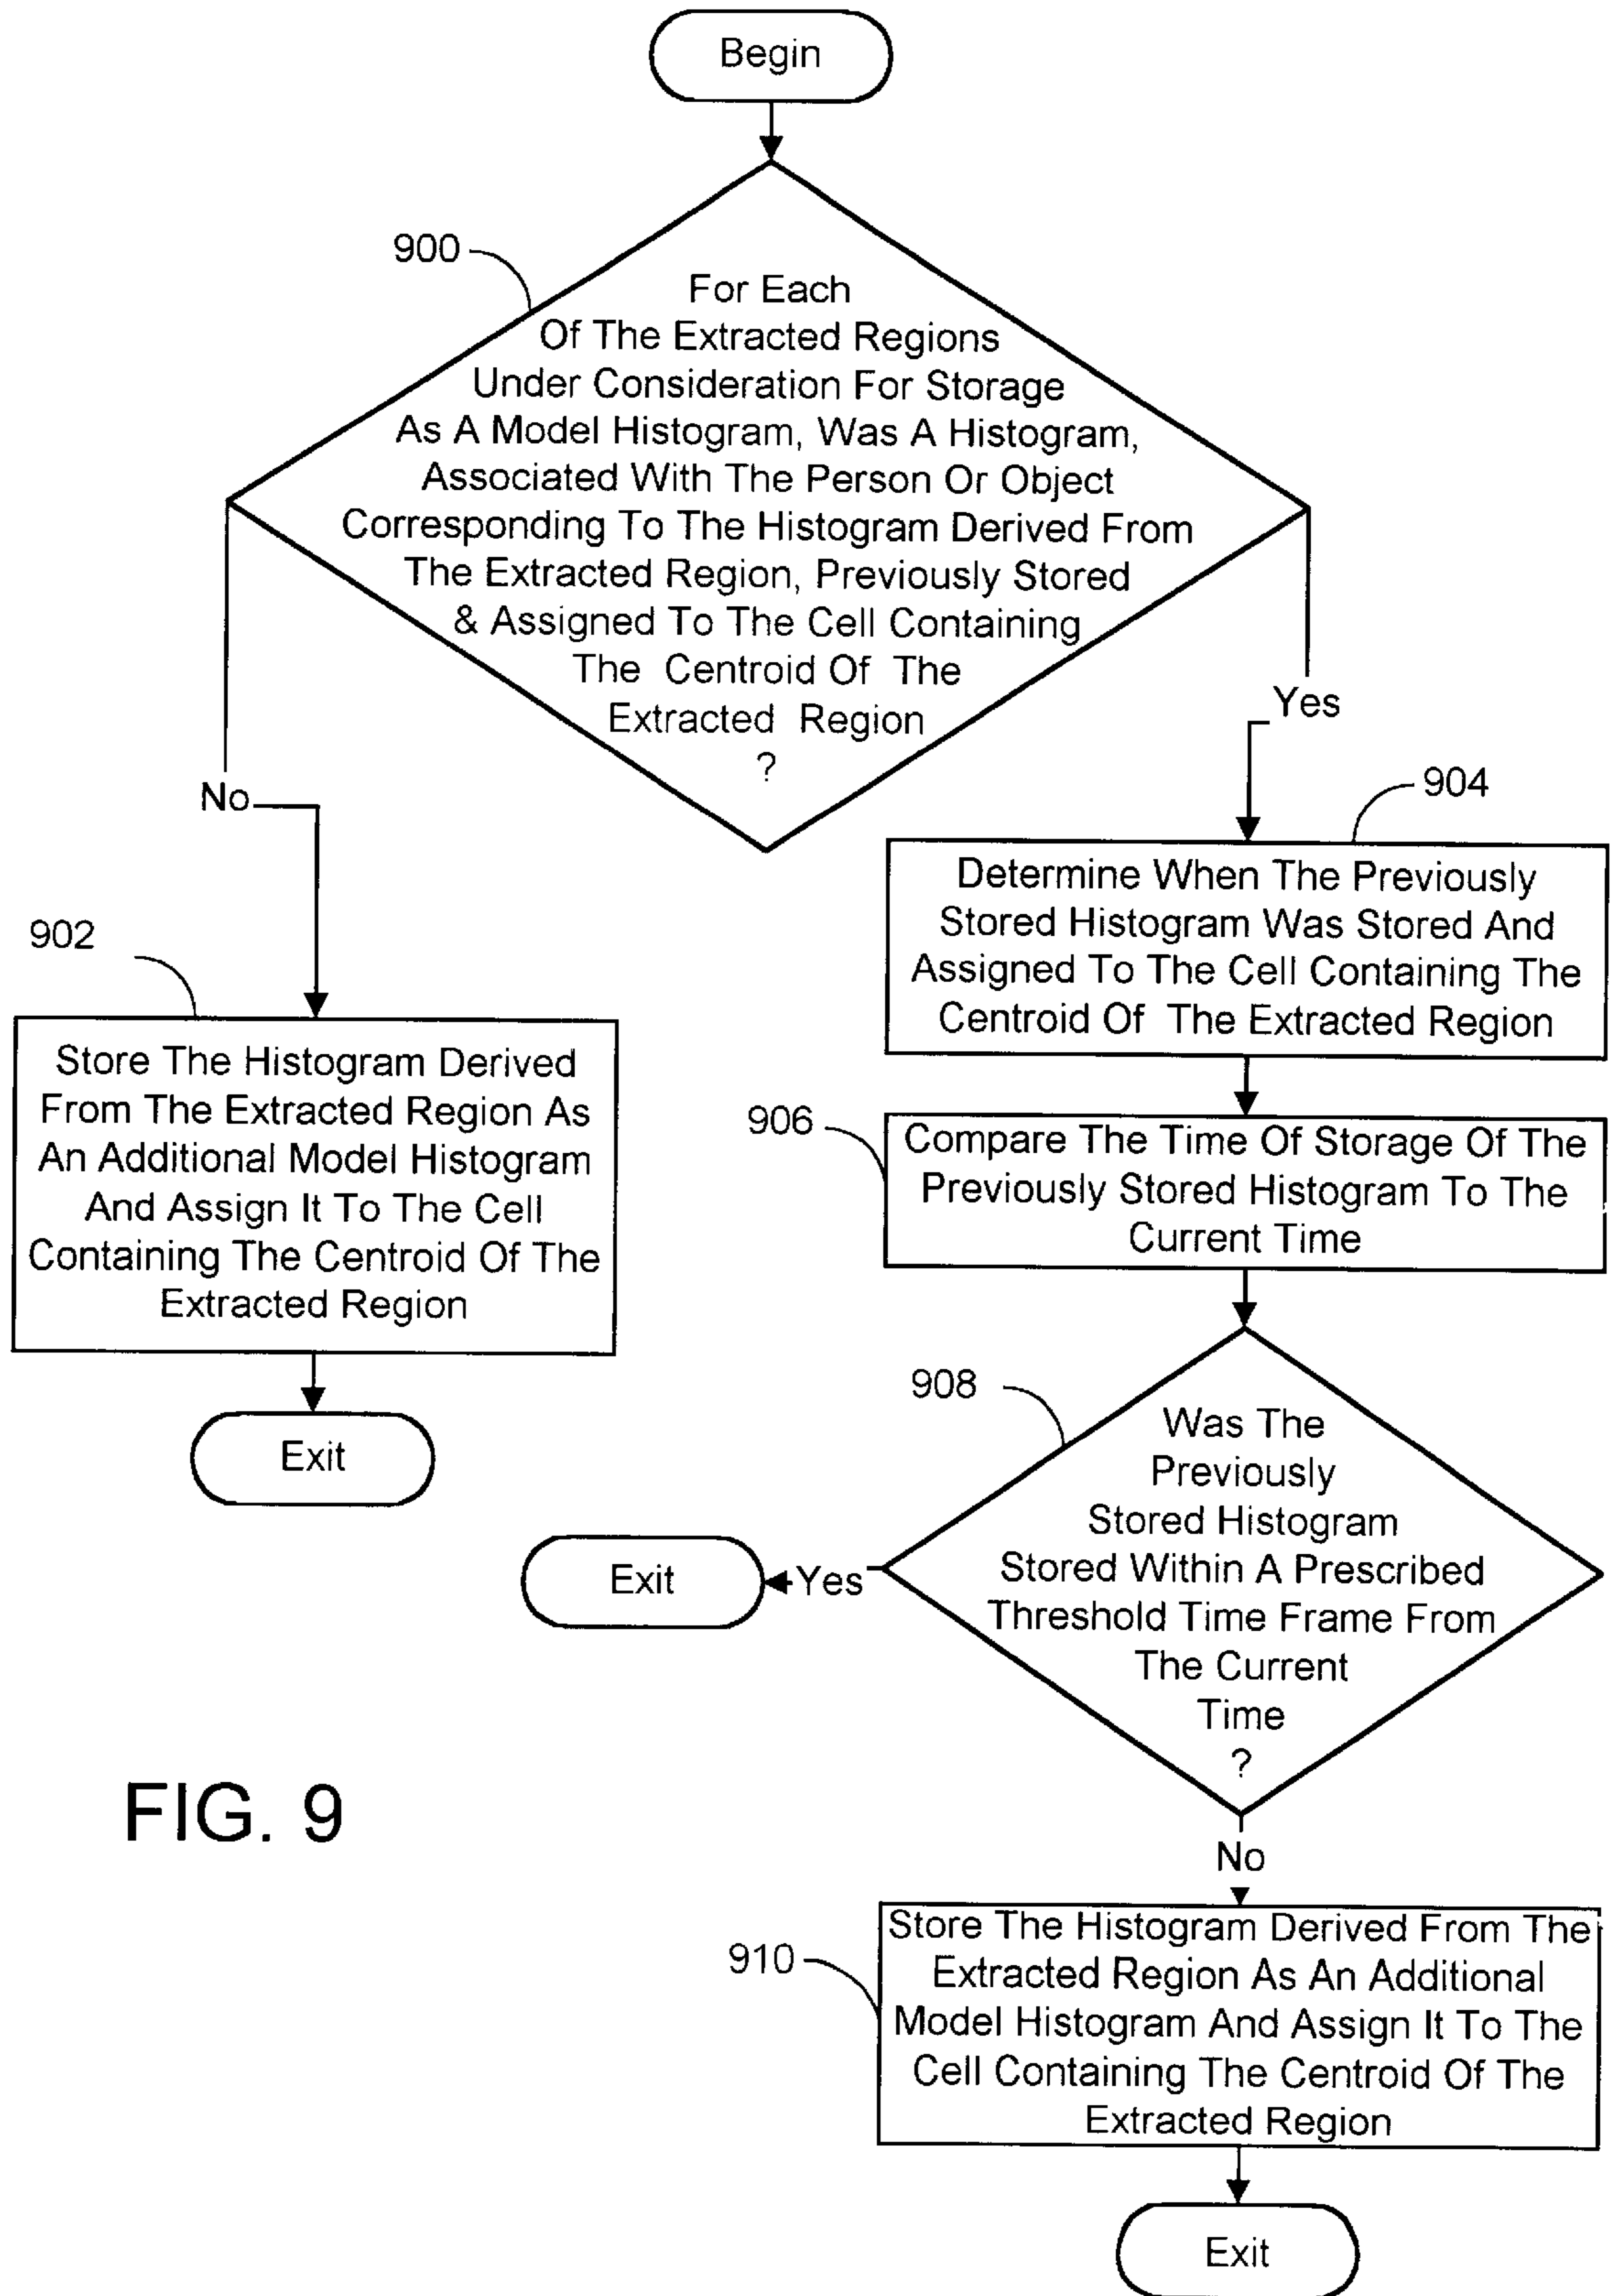 Begin
900
For Each
Of The Extracted Regions
Under Consideration For Storage
As A Model Histogram, Was A Histogram,
Associated With The Person Or Object
Corresponding To The Histogram Derived From
The Extracted Region, Previously Stored
& Assigned To The Cell Containing
The Centroid Of The
Extracted Region
?
Yes
No
904
Determine When The Previously
Stored Histogram Was Stored And
Assigned To The Cell Containing The
Centroid Of The Extracted Region
902
Store The Histogram Derived
From The Extracted Region As
An Additional Model Histogram
And Assign It To The Cell
Containing The Centroid Of The
Extracted Region
Exit
906
Compare The Time Of Storage Of The
Previously Stored Histogram To The
Current Time
908
Was The
Previously
Stored Histogram
Stored Within A Prescribed
Threshold Time Frame From
The Current
Time
?
Yes
Exit
No
910
Store The Histogram Derived From The
Extracted Region As An Additional
Model Histogram And Assign It To The
Cell Containing The Centroid Of The
Extracted Region
Exit
FIG. 9